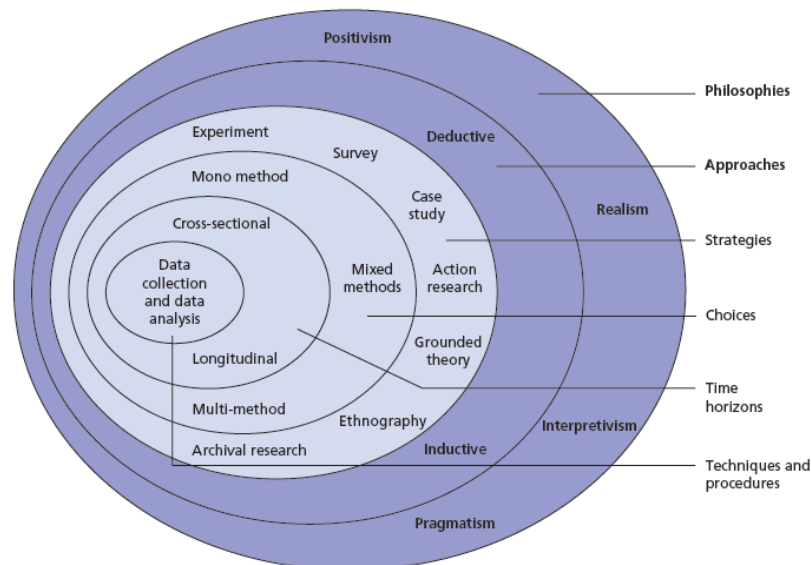 Positivism
Philosophies
Experiment
Deductive
Survey
Approaches
Mono method
Case
study
Realism
Cross-sectional
Strategies
Data
collection
and data
analysis
Mixed
methods
Action
research
Choices
Grounded
theory
Longitudinal
Time
horizons
Multi-method
Ethnography
Interpretivism
Archival research
Inductive
Techniques and
procedures
Pragmatism